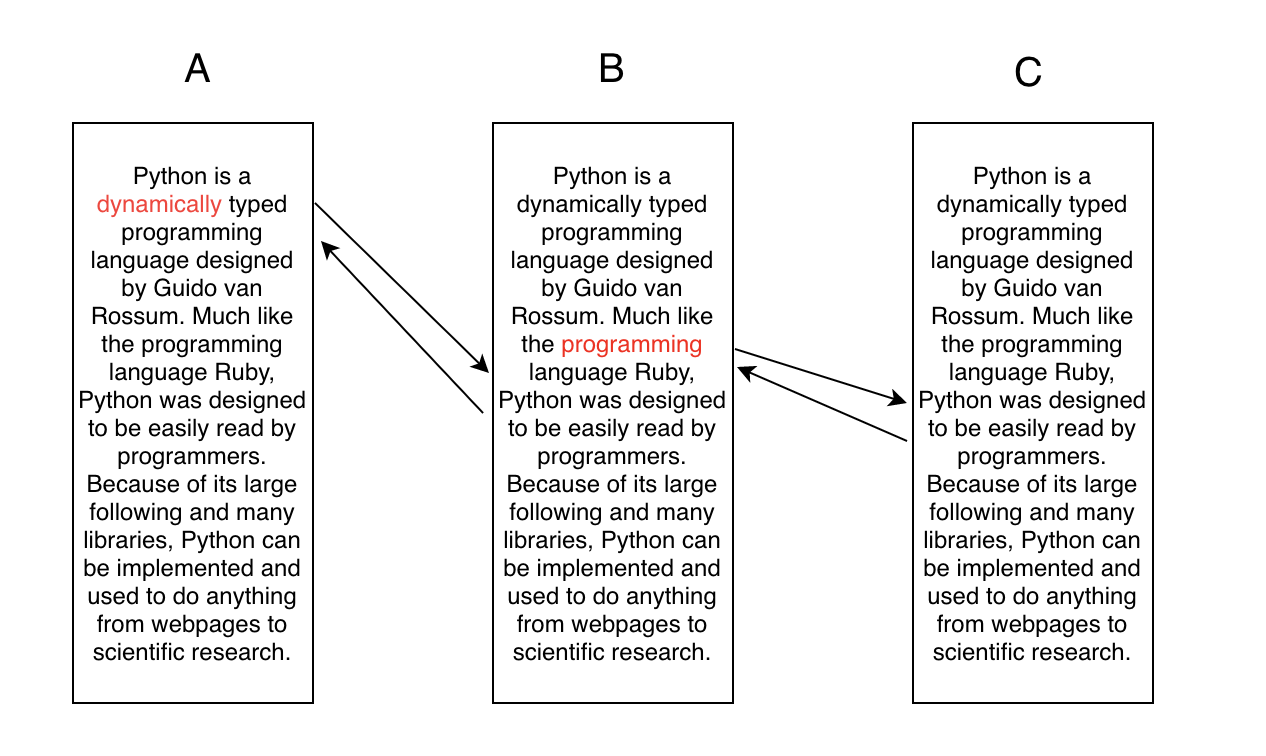 A
Python is a
dynamically typed
programming
language designed
by Guido van
Rossum. Much like
the programming
language Ruby,
Python was designed
to be easily read by
programmers.
Because of its large
following and many
libraries, Python can
be implemented and
used to do anything
from webpages to
scientific research.
B
Python is a
dynamically typed
programming
language designed
by Guido van
Rossum. Much like
the programming
language Ruby,
Python was designed
to be easily read by
programmers.
Because of its large
following and many
libraries, Python can
be implemented and
used to do anything
from webpages to
scientific research.
C
Python is a
dynamically typed
programming
language designed
by Guido van
Rossum. Much like
the programming
language Ruby,
Python was designed
to be easily read by
programmers.
Because of its large
following and many
libraries, Python can
be implemented and
used to do anything
from webpages to
scientific research.